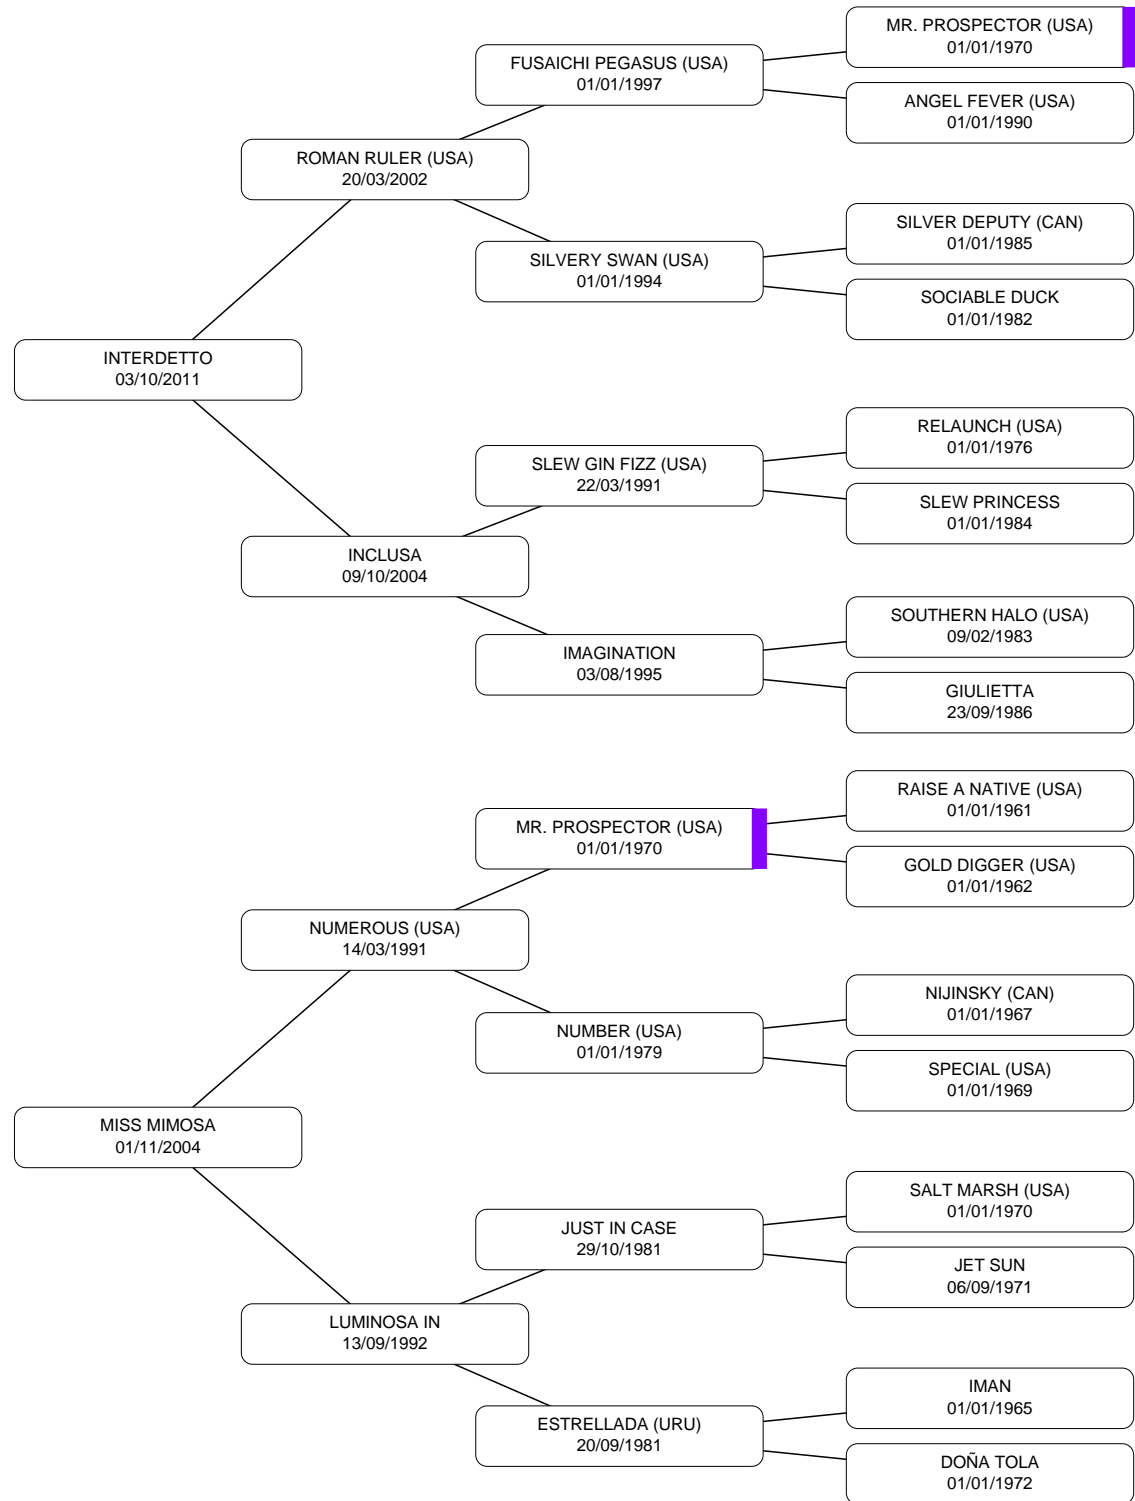 MR. PROSPECTOR (USA)
01/01/1970
FUSAICHI PEGASUS (USA)
01/01/1997
ANGEL FEVER (USA)
01/01/1990
ROMAN RULER (USA)
20/03/2002
SILVER DEPUTY (CAN)
01/01/1985
SILVERY SWAN (USA)
01/01/1994
SOCIABLE DUCK
01/01/1982
INTERDETTO
03/10/2011
RELAUNCH (USA)
01/01/1976
SLEW GIN FIZZ (USA)
22/03/1991
SLEW PRINCESS
01/01/1984
INCLUSA
09/10/2004
SOUTHERN HALO (USA)
09/02/1983
IMAGINATION
03/08/1995
GIULIETTA
23/09/1986
RAISE A NATIVE (USA)
01/01/1961
MR. PROSPECTOR (USA)
01/01/1970
GOLD DIGGER (USA)
01/01/1962
NUMEROUS (USA)
14/03/1991
NIJINSKY (CAN)
01/01/1967
NUMBER (USA)
01/01/1979
SPECIAL (USA)
01/01/1969
MISS MIMOSA
01/11/2004
SALT MARSH (USA)
01/01/1970
JUST IN CASE
29/10/1981
JET SUN
06/09/1971
LUMINOSA IN
13/09/1992
IMAN
01/01/1965
ESTRELLADA (URU)
20/09/1981
DOÑA TOLA
01/01/1972